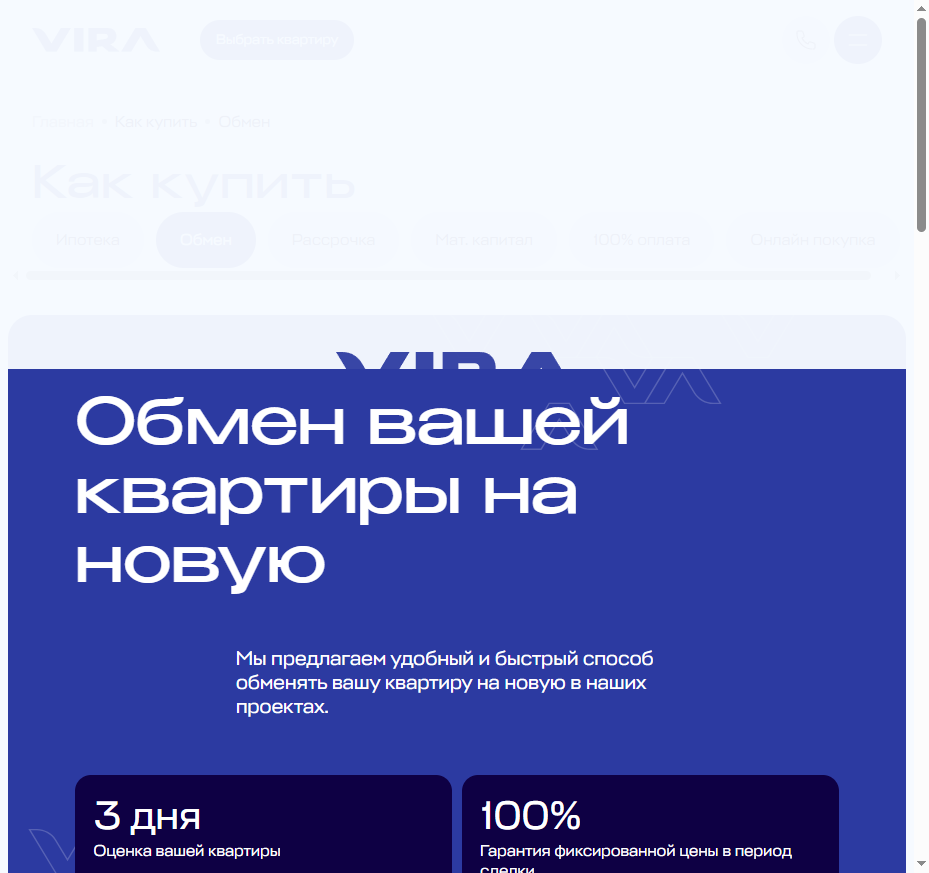 VIRA
Выбрать квартиру
Главная • Как купить • Обмен
Как купить
Ипотека
Обмен
Рассрочка
Мат. капитал
100% оплата
Онлайн покупка
VIRA
Обмен вашей
квартиры на
новую
Мы предлагаем удобный и быстрый способ
обменять вашу квартиру на новую в наших
проектах.
3 дня
Оценка вашей квартиры
100%
Гарантия фиксированной цены в период
сделки